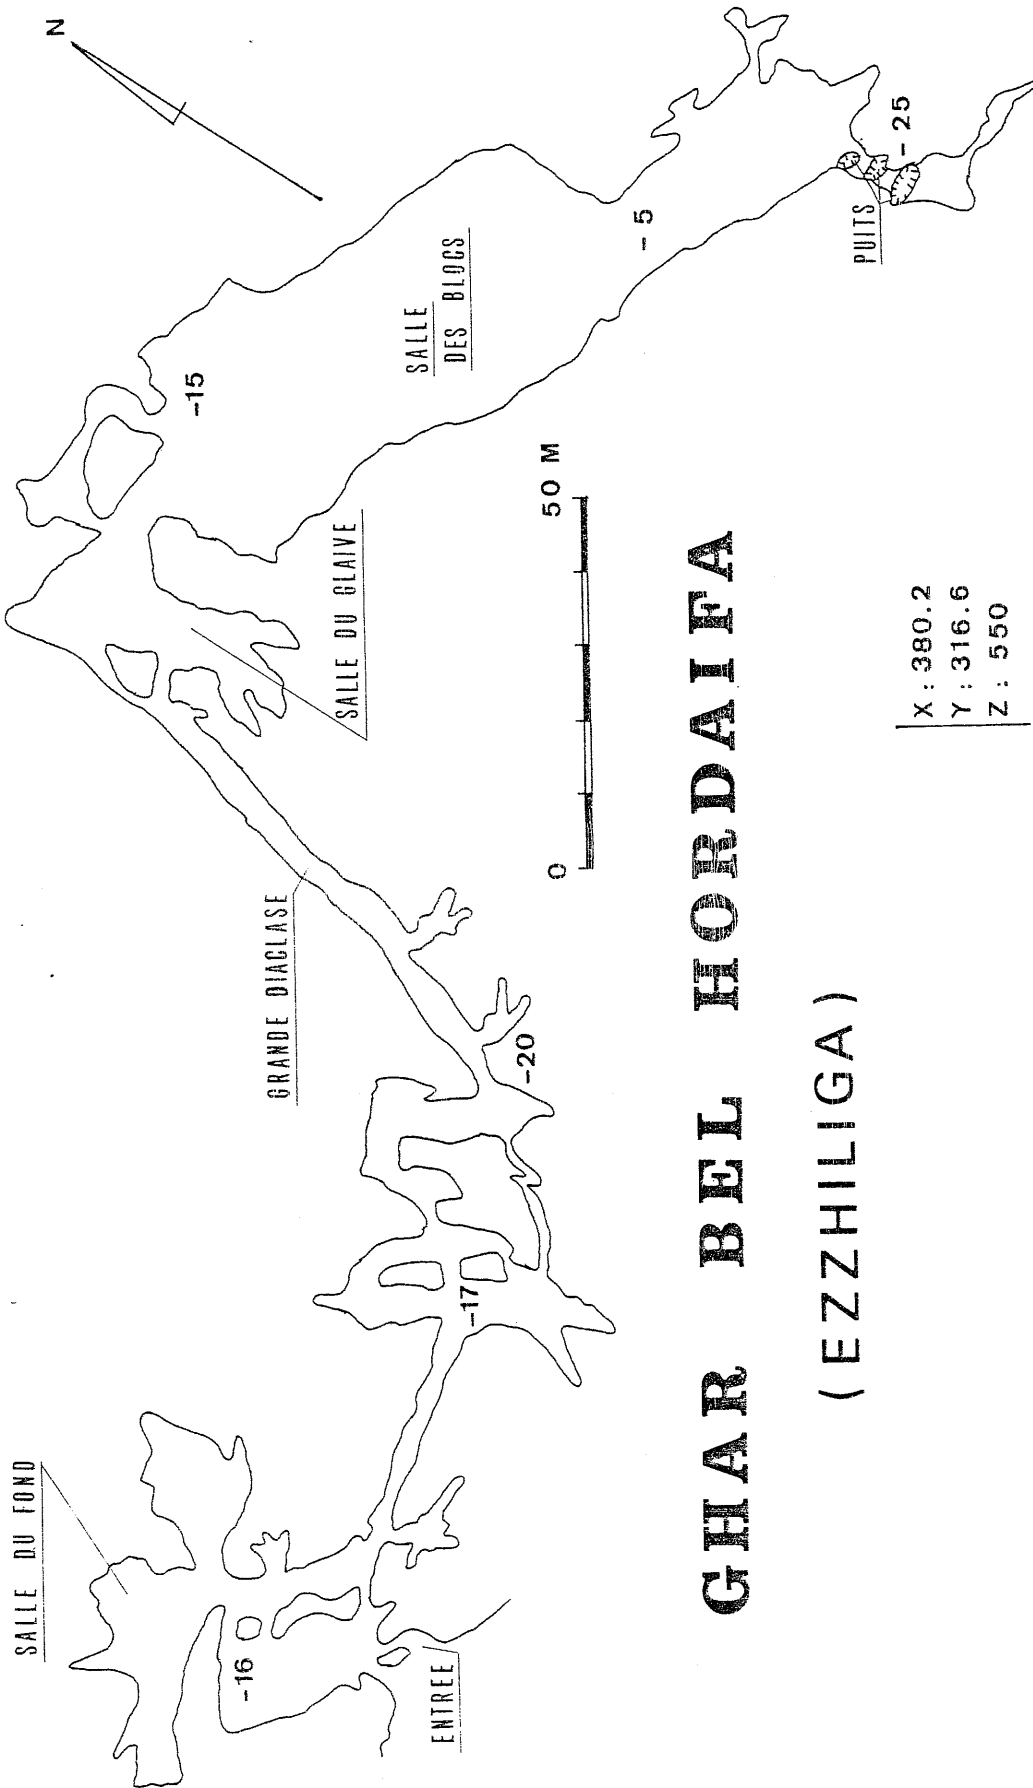 SALLE DU FOND
-16
ENTREE
-17
-20
GRANDE DIACLASE
SALLE DU GLAIVE
-15
SALLE
DES BLOCS
- 5
PUITS
- 25
N
0
50 M
GHAR BEL HORDAIFA
(EZZHILIGA)
X: 380.2
Y: 316.6
Z: 550